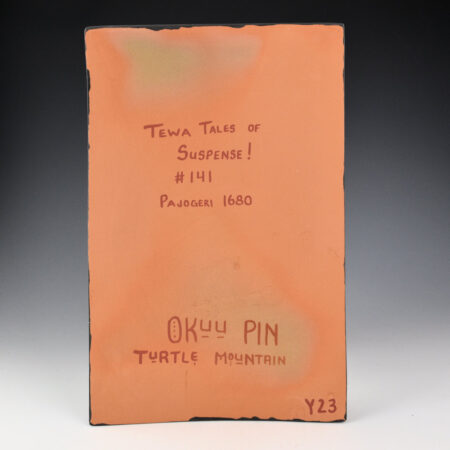 TEWA TALES OF
SUSPENSE!
#141
PAJOGERI 1680
OKUU PIN
TURTLE MOUNTAIN
Y23